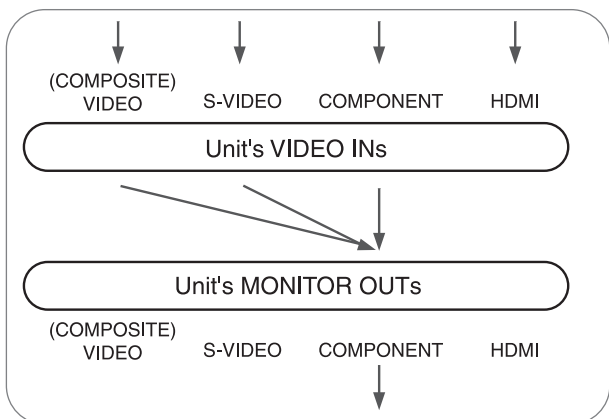 (COMPOSITE)
VIDEO
S-VIDEO
COMPONENT
HDMI
Unit's VIDEO INs
Unit's MONITOR OUTs
(COMPOSITE)
VIDEO
S-VIDEO
COMPONENT
HDMI